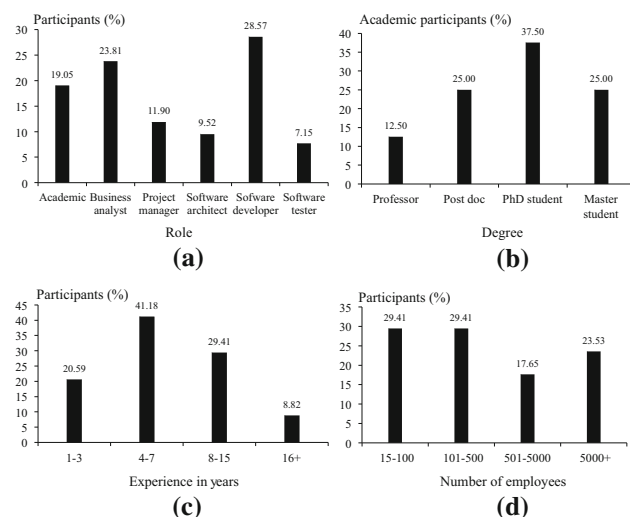 Participants (%)
30
25
20
15
10
5
0
19.05
23.81
11.90
9.52
28.57
7.15
Academic Business Project Software Sofware Software
analyst manager architect developer tester
Role
(a)
Academic participants (%)
40
35
30
25
20
15
10
5
0
12.50
25.00
37.50
25.00
Professor Post doc PhD student Master
student
Degree
(b)
Participants (%)
45
40
35
30
25
20
15
10
5
0
20.59
41.18
29.41
8.82
1-3 4-7 8-15 16+
Experience in years
(c)
Participants (%)
35
30
25
20
15
10
5
0
29.41
29.41
17.65
23.53
15-100 101-500 501-5000 5000+
Number of employees
(d)